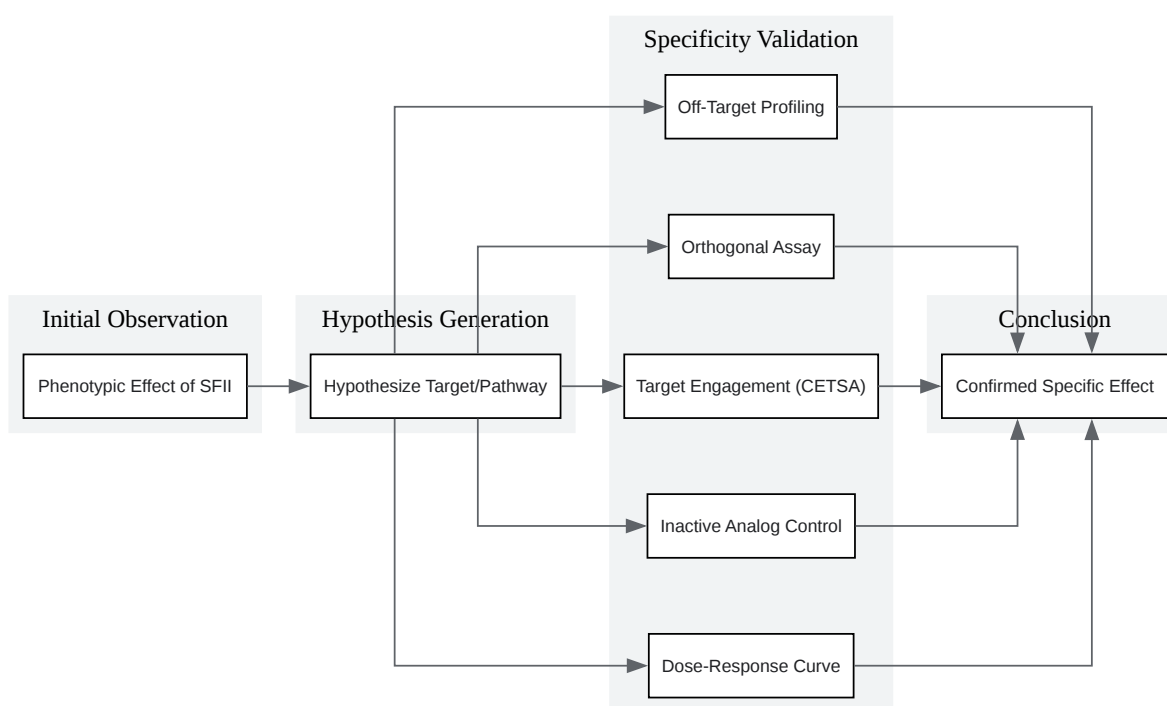 Initial Observation
Phenotypic Effect of SFII
Hypothesis Generation
Hypothesize Target/Pathway
Specificity Validation
Off-Target Profiling
Orthogonal Assay
Target Engagement (CETSA)
Inactive Analog Control
Dose-Response Curve
Conclusion
Confirmed Specific Effect